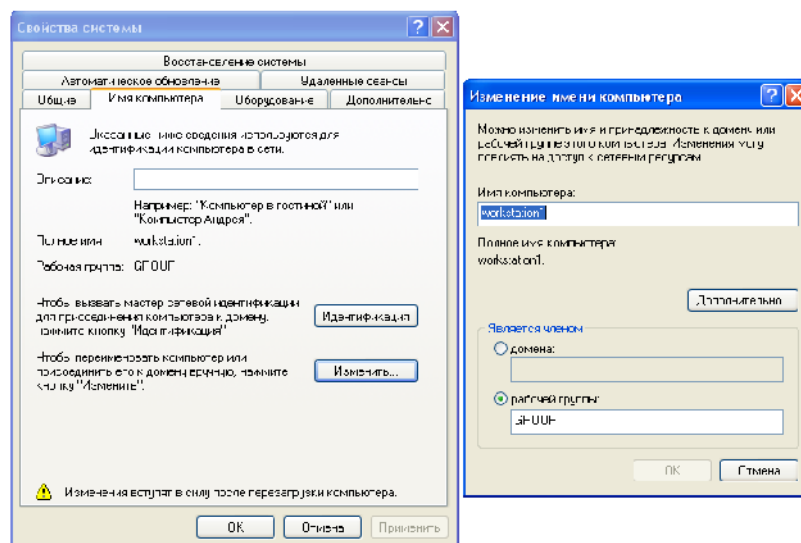 Свойства системы
Восстановление системы
Автоматическое обновление
Удаленные сеансы
Общие
Имя компьютера
Оборудование
Дополнительно
Указанные ниже сведения используются для
идентификации компьютера в сети.
Описание:
Например: "Компьютер в гостиной" или
"Компьютер Андрея".
Полное имя
workstation1.
Рабочая группа:
GROUP
Чтобы вызвать мастер сетевой идентификации
для присоединения компьютера к домену,
нажмите кнопку "Идентификация"
Идентификация
Чтобы переименовать компьютер или
присоединить его к домену вручную, нажмите
кнопку "Изменить".
Изменить...
Изменения вступят в силу после перезагрузки компьютера.
OK
Отмена
Применить
Изменение имени компьютера
Можно изменить имя и принадлежность к домену или
рабочей группе этого компьютера. Изменения могу
повлиять на доступ к сетевым ресурсам
Имя компьютера:
workstation1
Полное имя компьютера:
workstation1.
Дополнительно
Является членом
домена:
рабочей группы:
GROUP
OK
Отмена